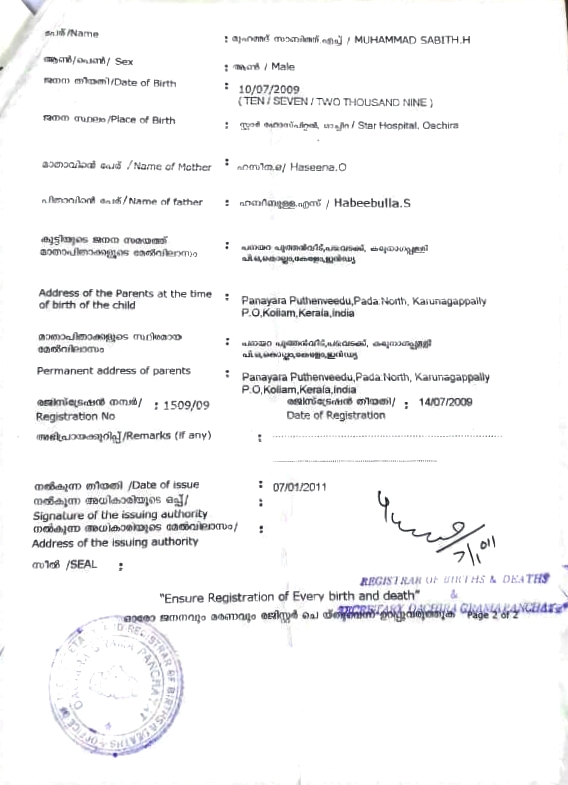 പേര്/Name : മുഹമ്മദ് സാബിത്ത്.എച്ച് / MUHAMMAD SABITH.H
ആൺ/പെൺ/ Sex : ആൺ / Male
ജനന തീയതി/Date of Birth : 10/07/2009
( TEN / SEVEN / TWO THOUSAND NINE )
ജനന സ്ഥലം/Place of Birth : സ്റ്റാർ ഹോസ്പിറ്റൽ, ഓച്ചിറ / Star Hospital, Oachira
മാതാവിൻെറ പേര് /Name of Mother : ഹസീന.ഒ/ Haseena.O
പിതാവിൻെറ പേര്/Name of father : ഹബീബുള്ള.എസ് / Habeebulla.S
കുട്ടിയുടെ ജനന സമയത്ത് : പനയറ പുത്തൻവീട്,പടവടക്ക്, കരുനാഗപ്പള്ളി
മാതാപിതാക്കളുടെ മേൽവിലാസം പി.ഒ,കൊല്ലം,കേരളം,ഇൻഡ്യ
Address of the Parents at the time : Panayara Puthenveedu,Pada.North, Karunagappally
of birth of the child P.O,Kollam,Kerala,India
മാതാപിതാക്കളുടെ സ്ഥിരമായ : പനയറ പുത്തൻവീട്,പടവടക്ക്, കരുനാഗപ്പള്ളി
മേൽവിലാസം പി.ഒ,കൊല്ലം,കേരളം,ഇൻഡ്യ
Permanent address of parents : Panayara Puthenveedu,Pada.North, Karunagappally
P.O,Kollam,Kerala,India
രജിസ്ട്രേഷൻ നമ്പർ/ : 1509/09 രജിസ്ട്രേഷൻ തീയതി/ : 14/07/2009
Registration No Date of Registration
അഭിപ്രായക്കുറിപ്പ്/Remarks (if any) :
നൽകുന്ന തീയതി /Date of issue : 07/01/2011
നൽകുന്ന അധികാരിയുടെ ഒപ്പ്/ :
Signature of the issuing authority
നൽകുന്ന അധികാരിയുടെ മേൽവിലാസം/ :
Address of the issuing authority
7/1/011
സീൽ /SEAL :
REGISTRAR OF BIRTHS & DEATHS
"Ensure Registration of Every birth and death" &
SECRETARY, OACHIRA GRAMA PANCHAYAT
ഓരോ ജനനവും മരണവും രജിസ്റ്റർ ചെയ്തുവെന്ന് ഉറപ്പുവരുത്തുക Page 2 of 2
REGISTRAR OF BIRTHS & DEATHS